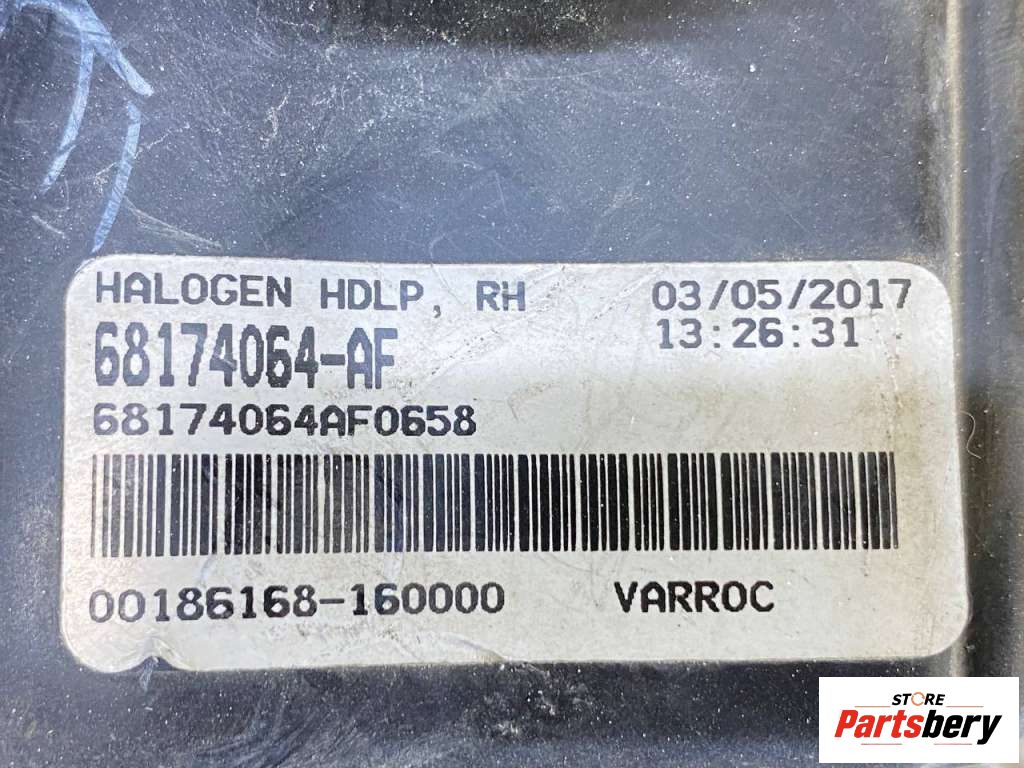 HALOGEN HDLP, RH 03/05/2017
68174064-AF 13:26:31
68174064AF0658
00186168-160000 VARROC
STORE
Partsbery